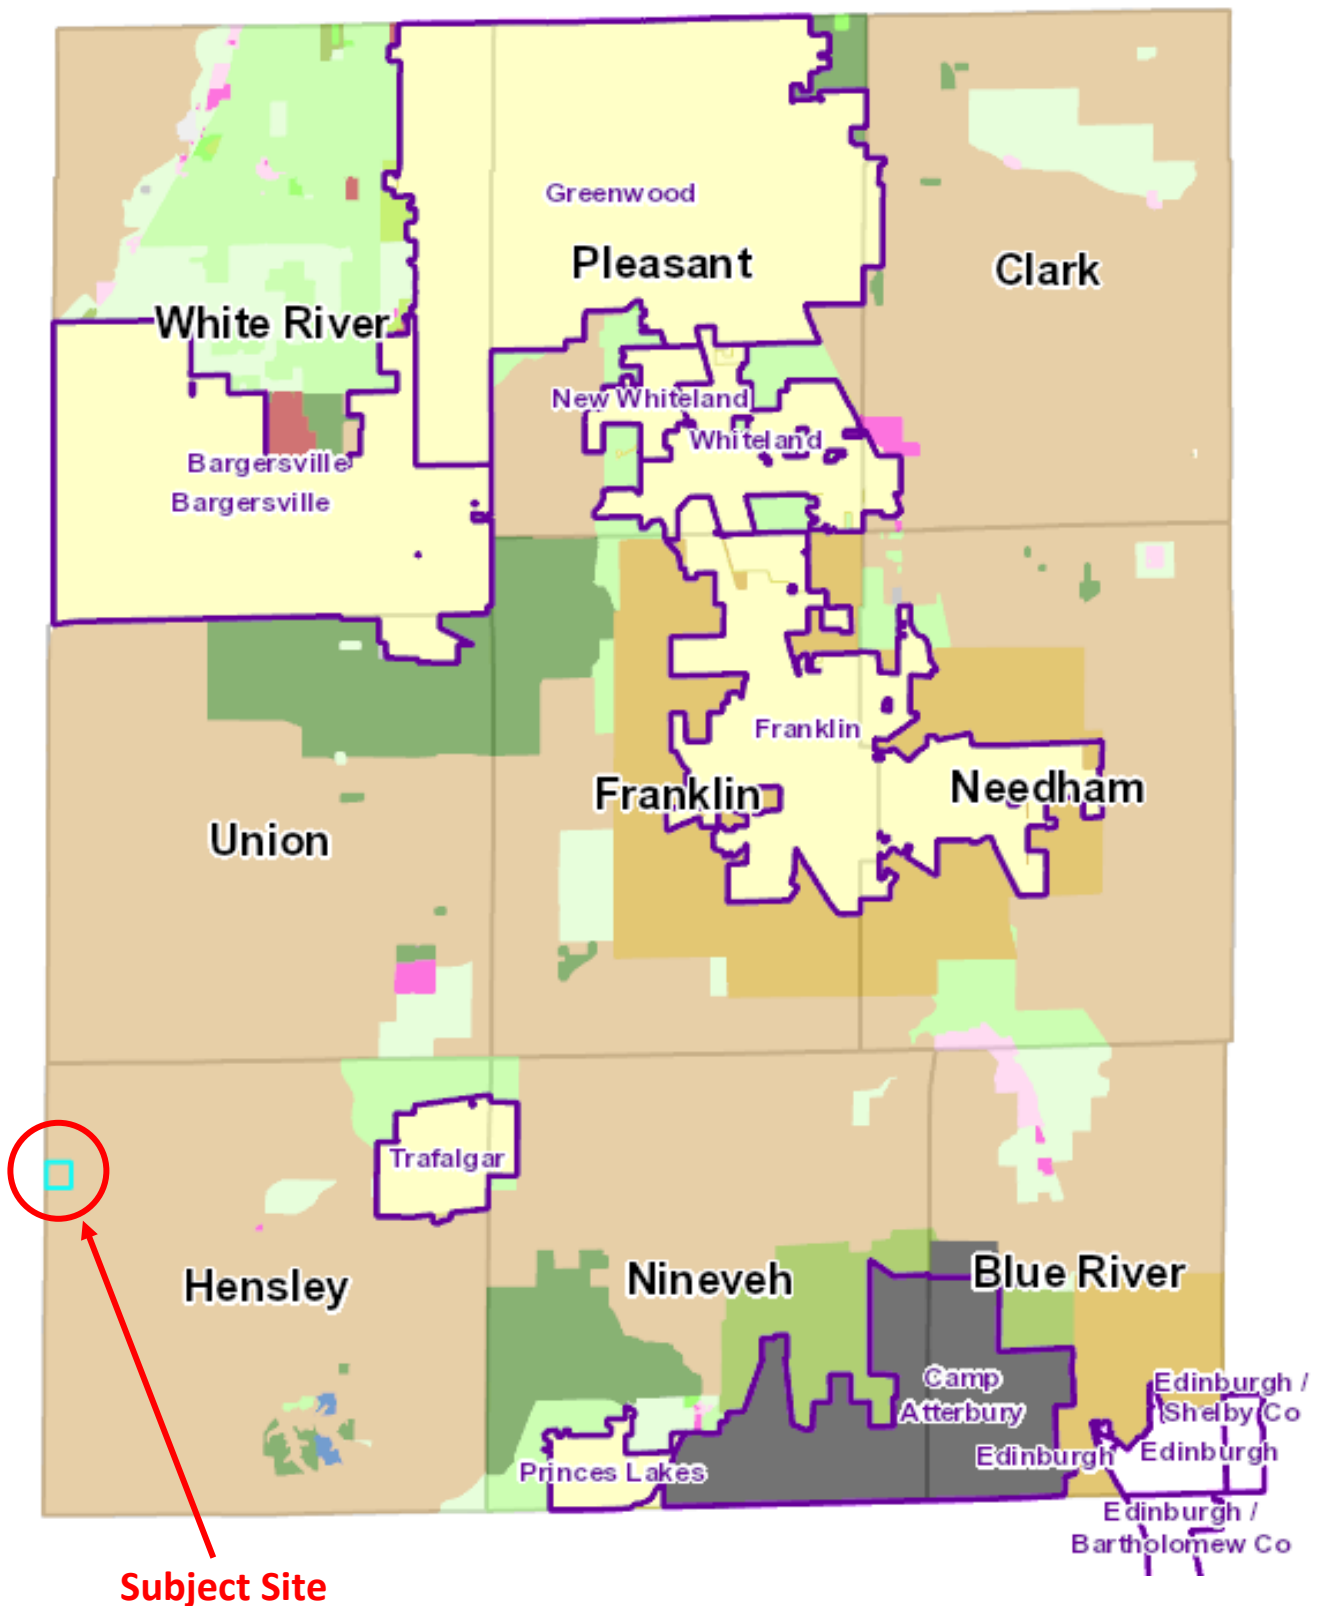 Greenwood
Pleasant
Clark
White River
New Whiteland
Whiteland
Bargersville
Bargersville
Franklin
Franklin
Needham
Union
Trafalgar
Hensley
Nineveh
Blue River
Camp
Atterbury
Edinburgh /
Shelby Co
Edinburgh
Edinburgh
Princes Lakes
Edinburgh /
Bartholomew Co
Subject Site